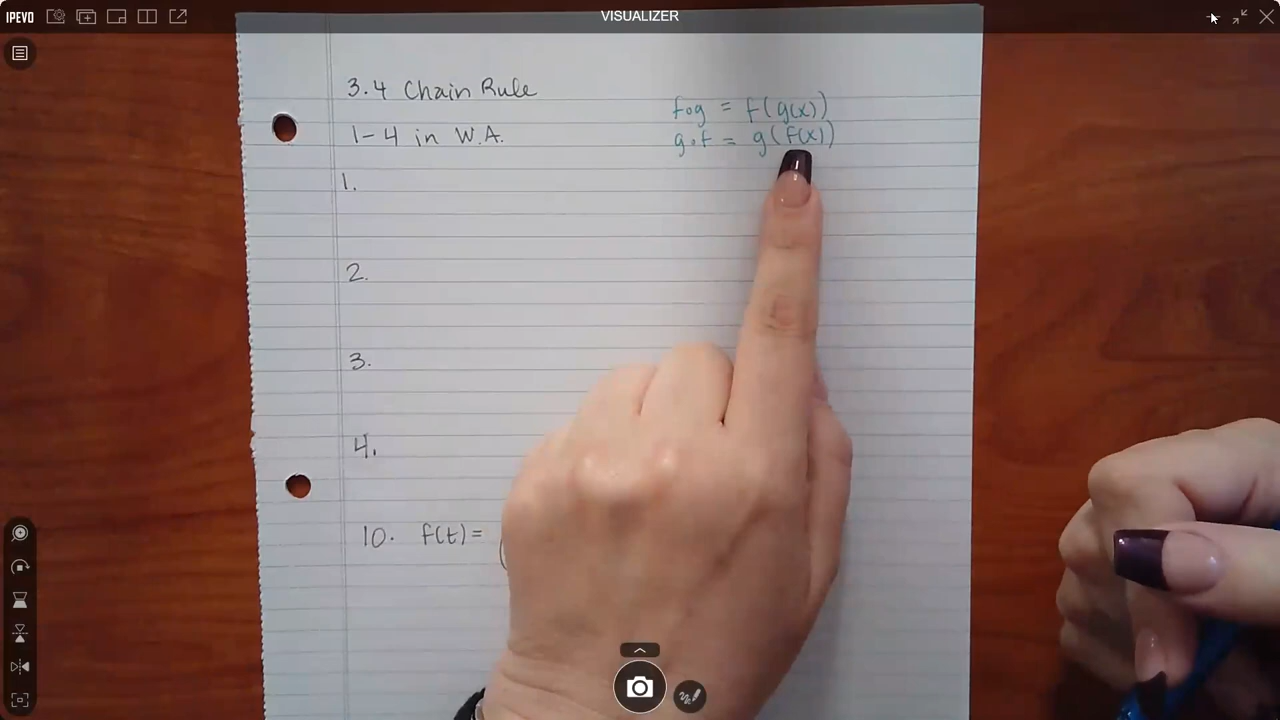 IPEVO
VISUALIZER
3.4 Chain Rule
1-4 in W.A.
f∘g = f(g(x))
g∘f = g(f(x))
1.
2.
3.
4.
10. f(t)=